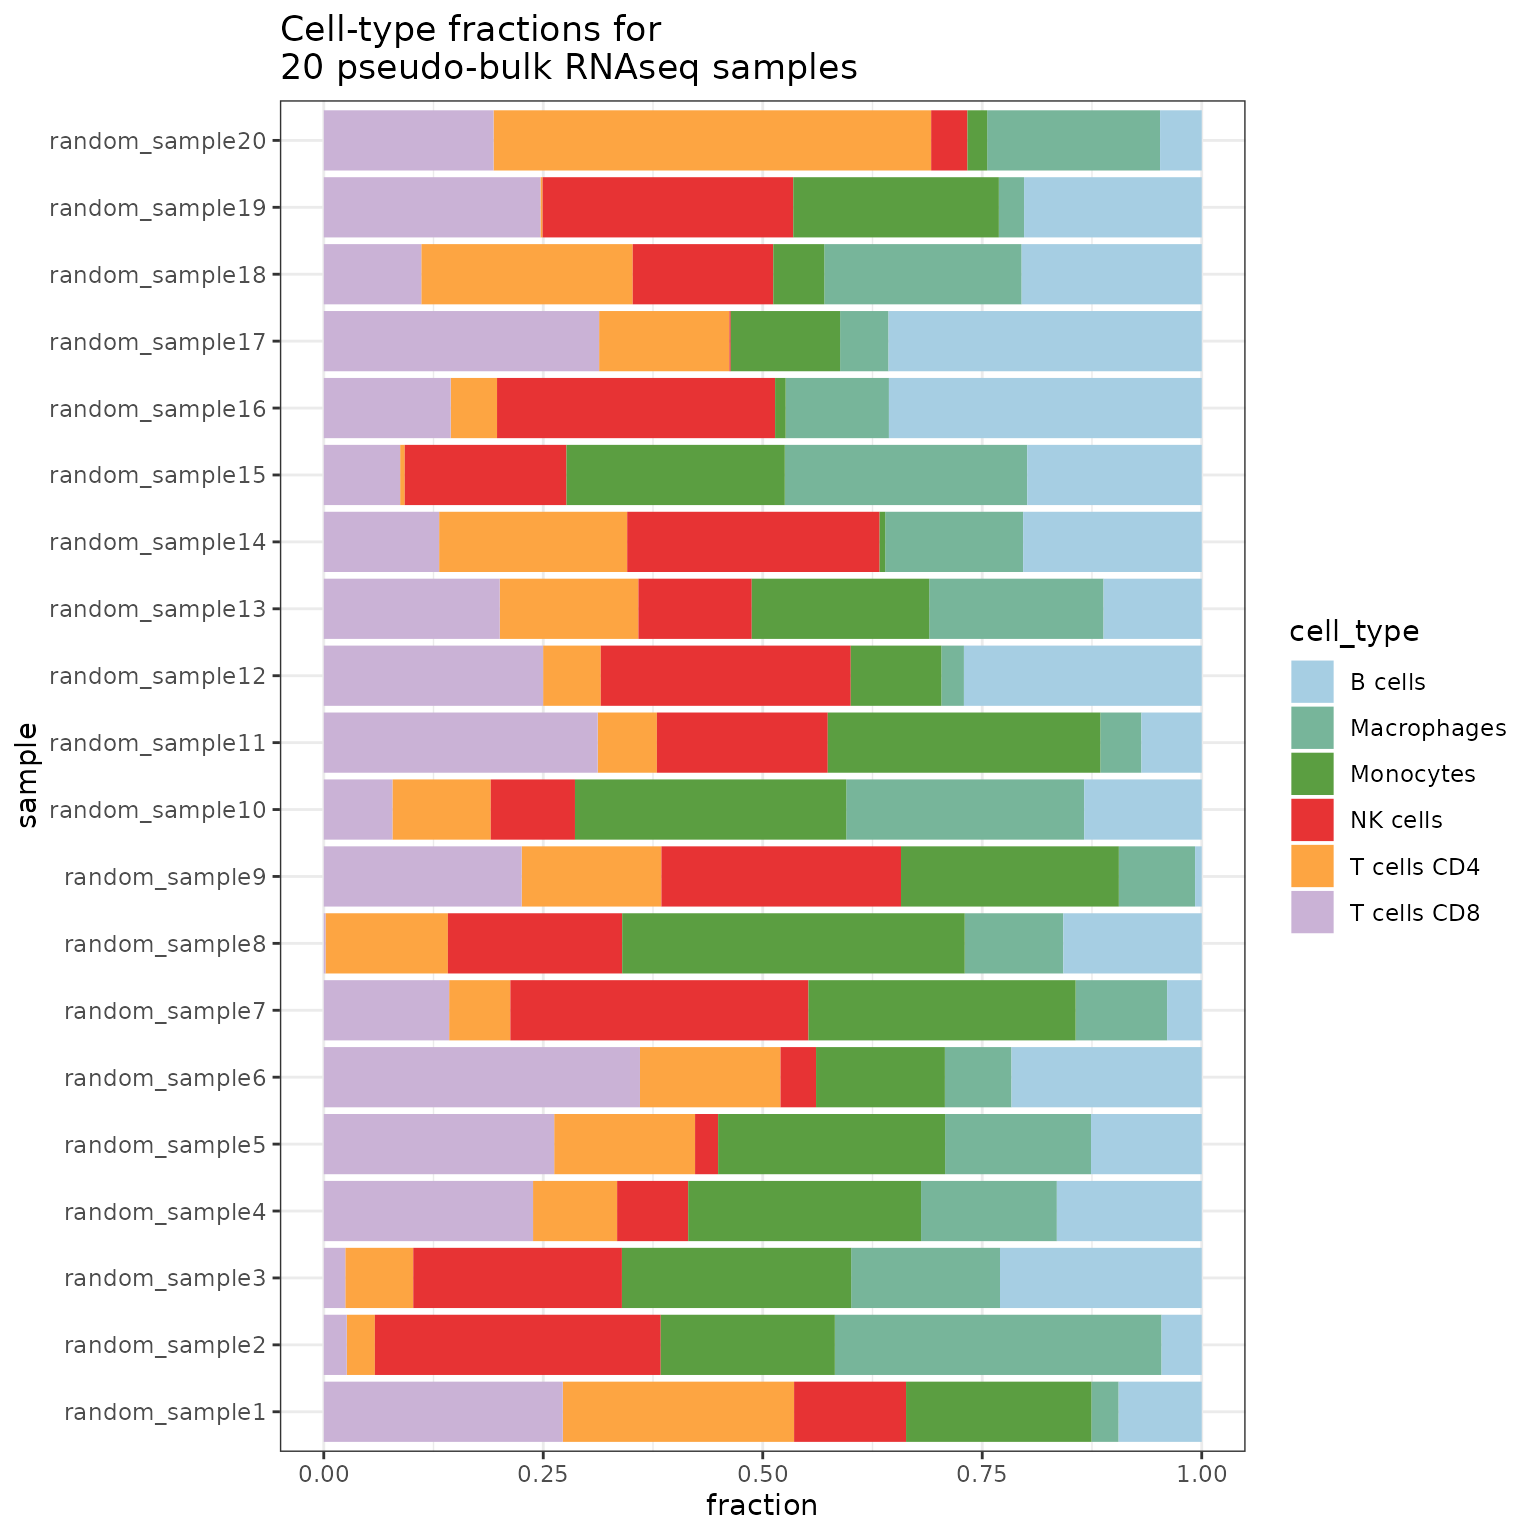 Cell-type fractions for
20 pseudo-bulk RNAseq samples
sample
random_sample20
random_sample19
random_sample18
random_sample17
random_sample16
random_sample15
random_sample14
random_sample13
random_sample12
random_sample11
random_sample10
random_sample9
random_sample8
random_sample7
random_sample6
random_sample5
random_sample4
random_sample3
random_sample2
random_sample1
0.00 0.25 0.50 0.75 1.00
fraction
cell_type
B cells
Macrophages
Monocytes
NK cells
T cells CD4
T cells CD8